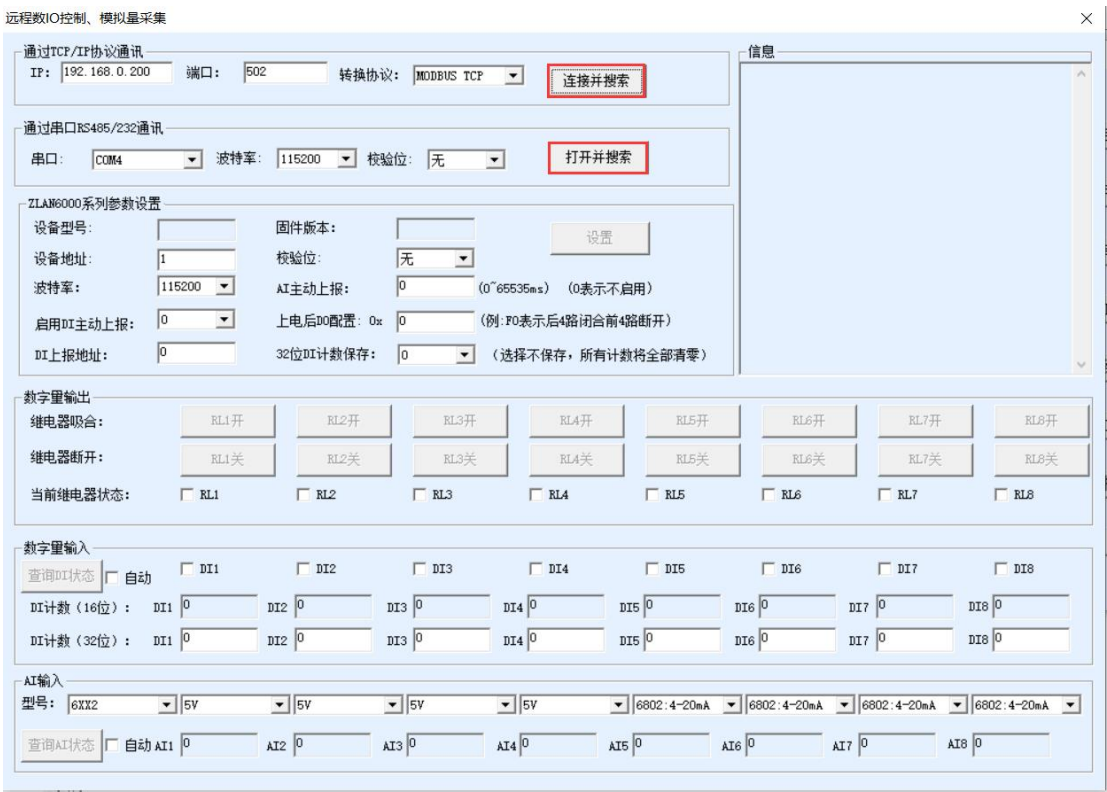 远程数IO控制、模拟量采集
通过TCP/IP协议通讯
IP: 192.168.0.200 端口: 502 转换协议: MODBUS TCP 连接并搜索
信息
通过串口RS485/232通讯
串口: COM4 波特率: 115200 校验位: 无 打开并搜索
ZLAN6000系列参数设置
设备型号: 固件版本: 设置
设备地址: 1 校验位: 无
波特率: 115200 AI主动上报: 0 (0~65535ms) (0表示不启用)
启用DI主动上报: 0 上电后DO配置: 0x 0 (例:F0表示后4路闭合前4路断开)
DI上报地址: 0 32位DI计数保存: 0 (选择不保存，所有计数将全部清零)
数字量输出
继电器吸合: RL1开 RL2开 RL3开 RL4开 RL5开 RL6开 RL7开 RL8开
继电器断开: RL1关 RL2关 RL3关 RL4关 RL5关 RL6关 RL7关 RL8关
当前继电器状态: RL1 RL2 RL3 RL4 RL5 RL6 RL7 RL8
数字量输入
查询DI状态 自动 DI1 DI2 DI3 DI4 DI5 DI6 DI7 DI8
DI计数 (16位) : DI1 0 DI2 0 DI3 0 DI4 0 DI5 0 DI6 0 DI7 0 DI8 0
DI计数 (32位) : DI1 0 DI2 0 DI3 0 DI4 0 DI5 0 DI6 0 DI7 0 DI8 0
AI输入
型号: 6XX2 5V 5V 5V 5V 6802:4-20mA 6802:4-20mA 6802:4-20mA 6802:4-20mA
查询AI状态 自动 AI1 0 AI2 0 AI3 0 AI4 0 AI5 0 AI6 0 AI7 0 AI8 0